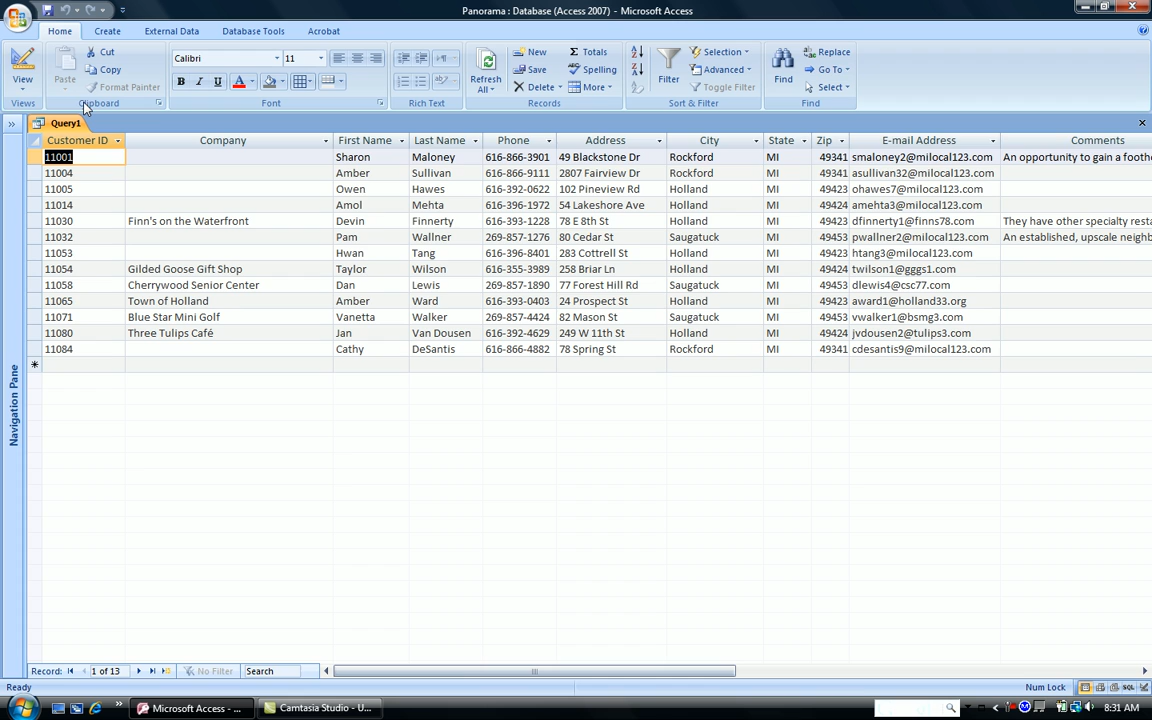 Panorama : Database (Access 2007) - Microsoft Access
Home Create External Data Database Tools Acrobat
View Paste Cut Copy Format Painter
Calibri 11
B I U A
Refresh All New Save Delete Totals Spelling More
Filter Selection Advanced Toggle Filter
Find Replace Go To Select
Views Clipboard Font Rich Text Records Sort & Filter Find
Query1
Customer ID Company First Name Last Name Phone Address City State Zip E-mail Address Comments
11001 Sharon Maloney 616-866-3901 49 Blackstone Dr Rockford MI 49341 smaloney2@milocal123.com An opportunity to gain a footh
11004 Amber Sullivan 616-866-9111 2807 Fairview Dr Rockford MI 49341 asullivan32@milocal123.com
11005 Owen Hawes 616-392-0622 102 Pineview Rd Holland MI 49423 ohawes7@milocal123.com
11014 Amol Mehta 616-396-1972 54 Lakeshore Ave Holland MI 49424 amehta3@milocal123.com
11030 Finn's on the Waterfront Devin Finnerty 616-393-1228 78 E 8th St Holland MI 49423 dfinnerty1@finns78.com They have other specialty rest
11032 Pam Wallner 269-857-1276 80 Cedar St Saugatuck MI 49453 pwallner2@milocal123.com An established, upscale neighb
11053 Hwan Tang 616-396-8401 283 Cottrell St Holland MI 49423 htang3@milocal123.com
11054 Gilded Goose Gift Shop Taylor Wilson 616-355-3989 258 Briar Ln Holland MI 49424 twilson1@gggs1.com
11058 Cherrywood Senior Center Dan Lewis 269-857-1890 77 Forest Hill Rd Saugatuck MI 49453 dlewis4@csc77.com
11065 Town of Holland Amber Ward 616-393-0403 24 Prospect St Holland MI 49423 award1@holland33.org
11071 Blue Star Mini Golf Vanetta Walker 269-857-4424 82 Mason St Saugatuck MI 49453 vwalker1@bsmg3.com
11080 Three Tulips Café Jan Van Dousen 616-392-4629 249 W 11th St Holland MI 49424 jvdousen2@tulips3.com
11084 Cathy DeSantis 616-866-4882 78 Spring St Rockford MI 49341 cdesantis9@milocal123.com
Navigation Pane
Record: 1 of 13 No Filter Search
Ready Num Lock SQL
Microsoft Access - ... Camtasia Studio - U... 8:31 AM